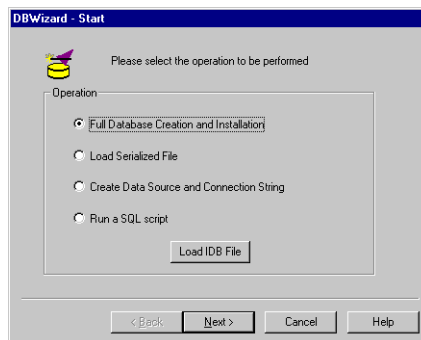 DBWizard - Start
Please select the operation to be performed
Operation
Full Database Creation and Installation
Load Serialized File
Create Data Source and Connection String
Run a SQL script
Load IDB File
< Back
Next >
Cancel
Help